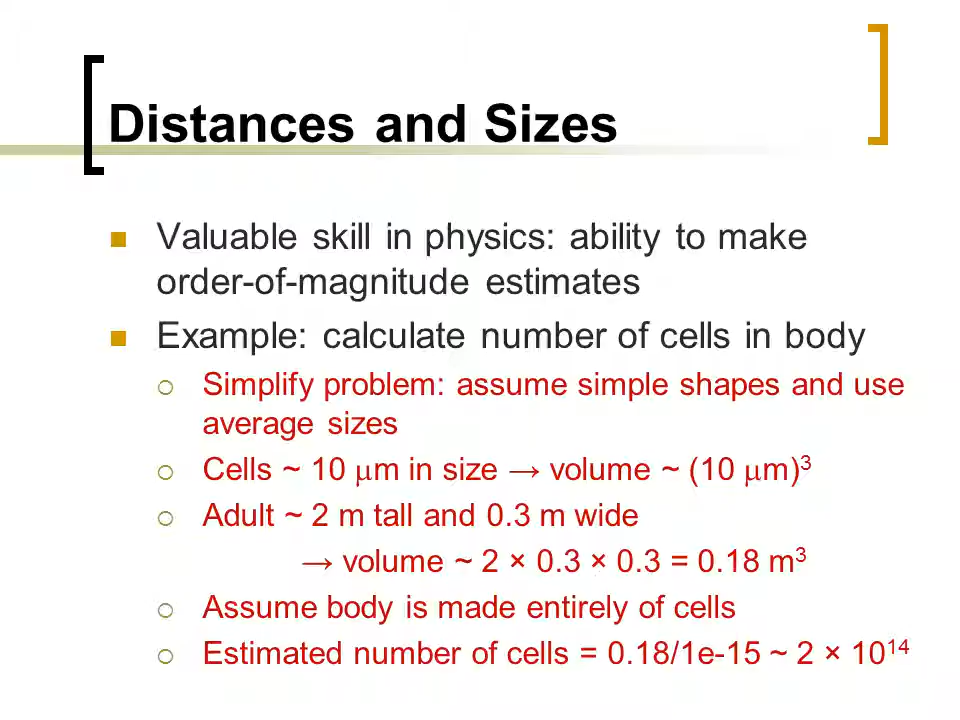 Distances and Sizes
Valuable skill in physics: ability to make
order-of-magnitude estimates
Example: calculate number of cells in body
Simplify problem: assume simple shapes and use
average sizes
Cells ~ 10 μm in size → volume ~ (10 μm)³
Adult ~ 2 m tall and 0.3 m wide
→ volume ~ 2 × 0.3 × 0.3 = 0.18 m³
Assume body is made entirely of cells
Estimated number of cells = 0.18/1e-15 ~ 2 × 10¹⁴